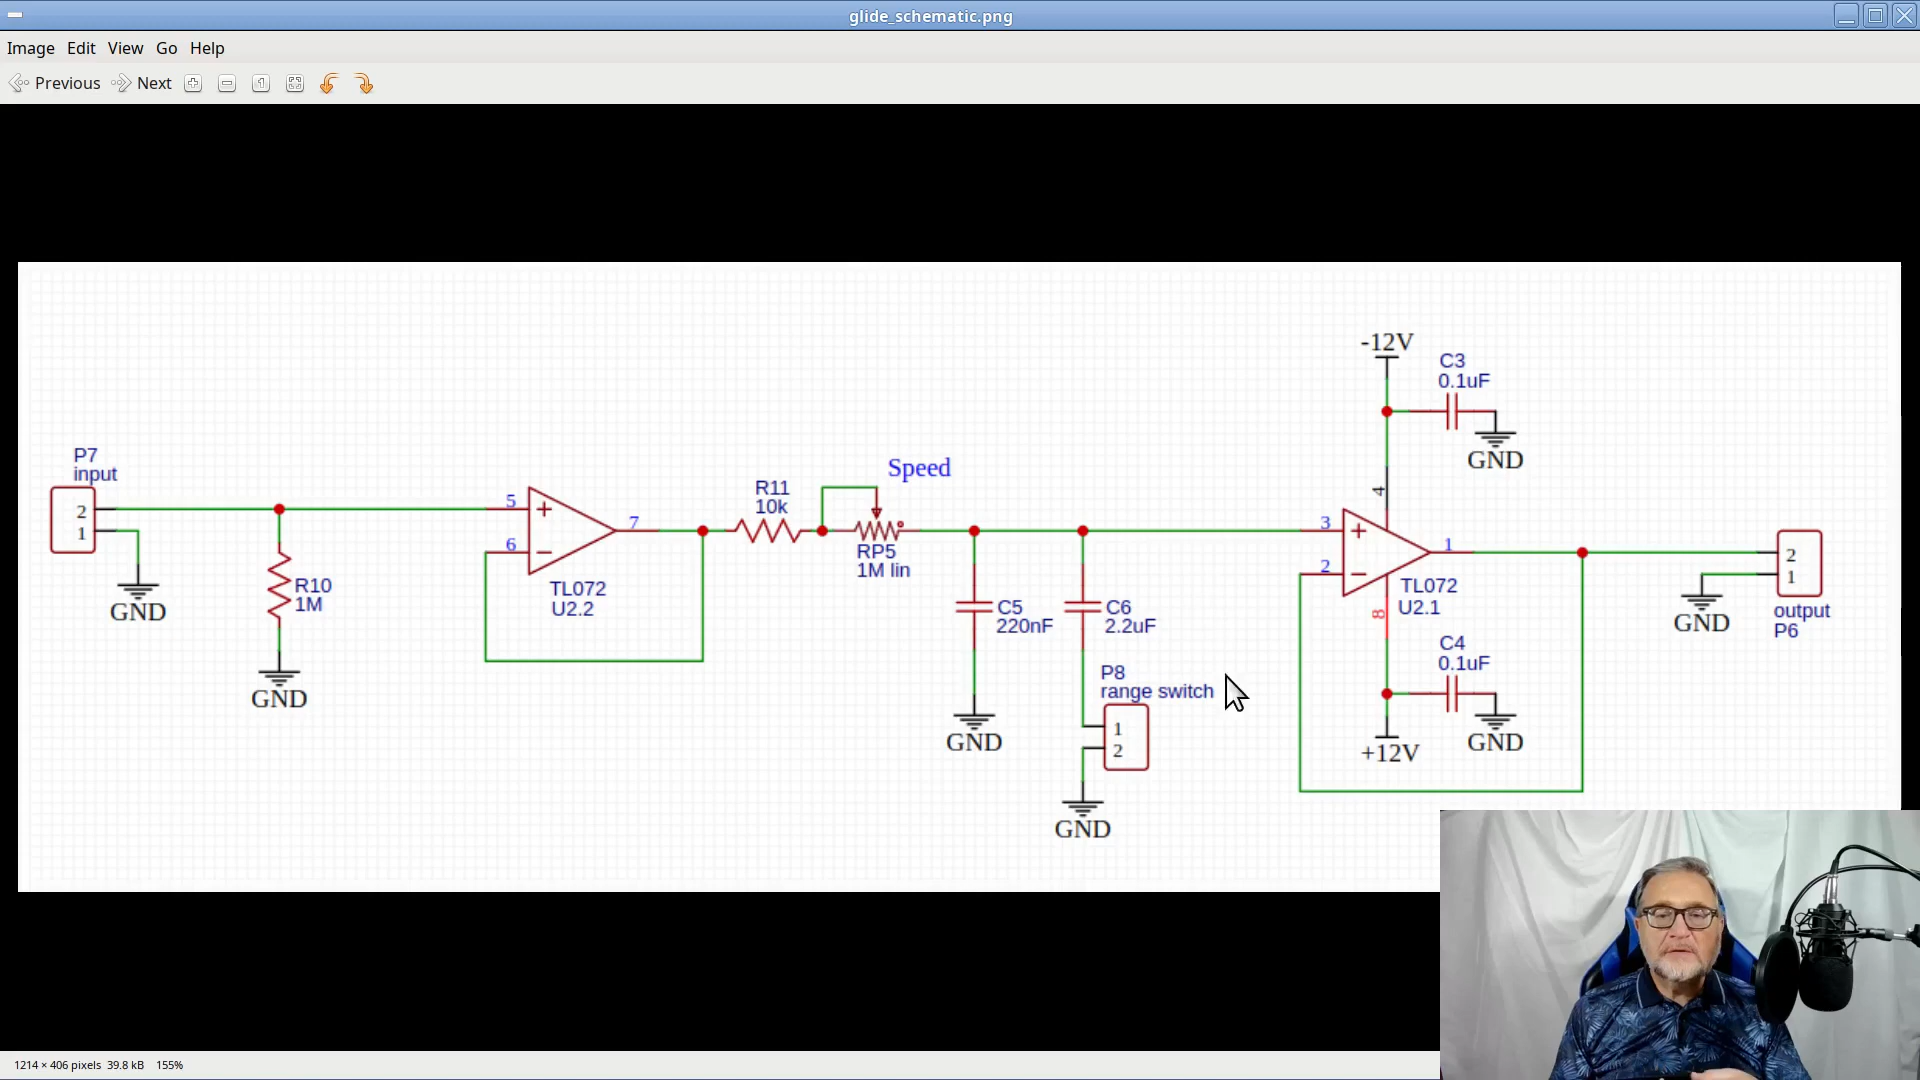 glide_schematic.png
Image Edit View Go Help
Previous Next
-12V
C3
0.1uF
GND
4
P7
input
2
1
GND
R10
1M
GND
5
6
7
TL072
U2.2
R11
10k
Speed
RP5
1M lin
C5
220nF
GND
C6
2.2uF
P8
range switch
1
2
GND
3
2
1
TL072
U2.1
8
C4
0.1uF
+12V
GND
2
1
GND
output
P6
1214 × 406 pixels 39.8 kB 155%